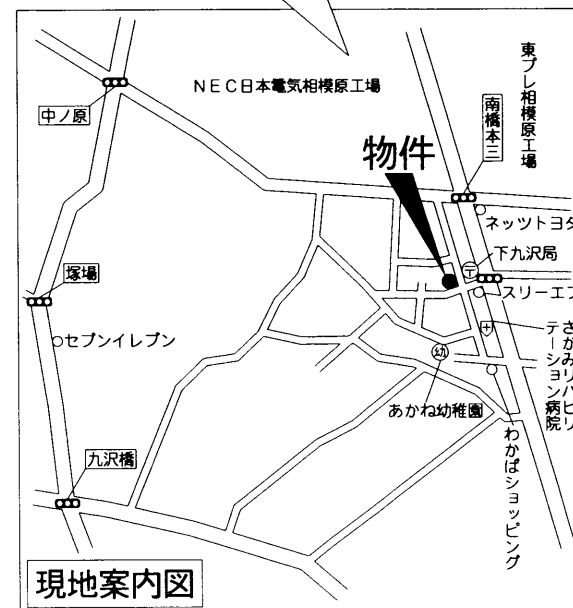 NEC日本電気相模原工場
東プレ相模原工場
中ノ原
南橋本三
物件
ネッツトヨタ
下九沢局
〒
塚場
スリーエフ
セブンイレブン
さがみリハビリ
テーション病院
幼
あかね幼稚園
わかばショッピング
九沢橋
現地案内図